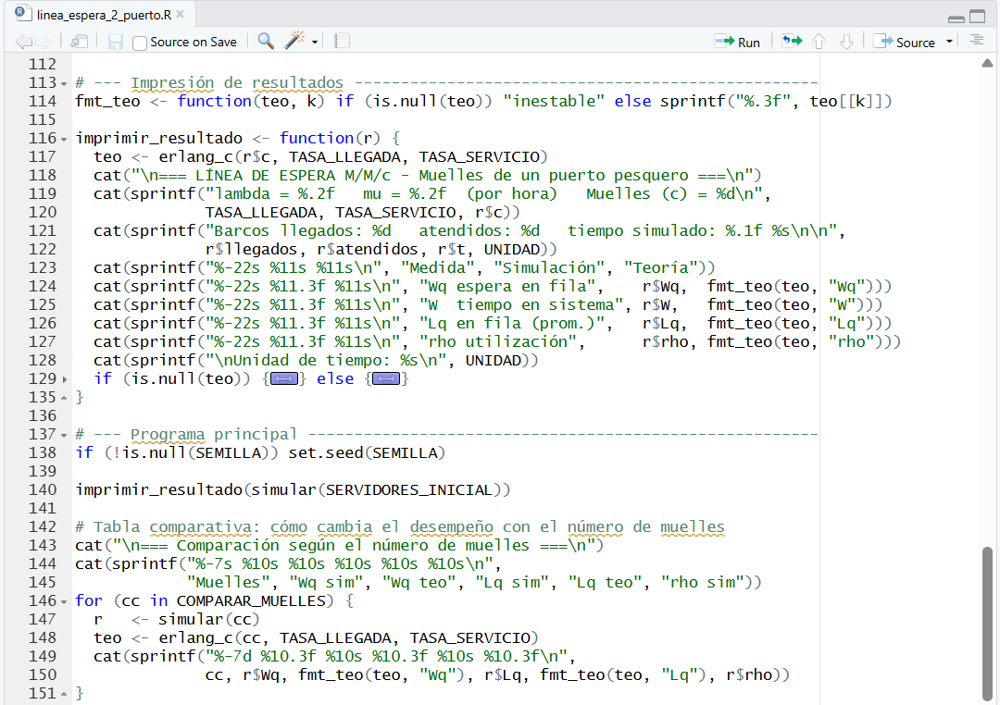 linea_espera_2_puerto.R
Source on Save Run Source
112
113 # --- Impresión de resultados --------------------------------------------------
114 fmt_teo <- function(teo, k) if (is.null(teo)) "inestable" else sprintf("%.3f", teo[[k]])
115
116 imprimir_resultado <- function(r) {
117   teo <- erlang_c(r$c, TASA_LLEGADA, TASA_SERVICIO)
118   cat("\n=== LÍNEA DE ESPERA M/M/c - Muelles de un puerto pesquero ===\n")
119   cat(sprintf("lambda = %.2f   mu = %.2f  (por hora)   Muelles (c) = %d\n",
120               TASA_LLEGADA, TASA_SERVICIO, r$c))
121   cat(sprintf("Barcos llegados: %d   atendidos: %d   tiempo simulado: %.1f %s\n\n",
122               r$llegados, r$atendidos, r$t, UNIDAD))
123   cat(sprintf("%-22s %11s %11s\n", "Medida", "Simulación", "Teoría"))
124   cat(sprintf("%-22s %11.3f %11s\n", "Wq espera en fila",     r$Wq,  fmt_teo(teo, "Wq")))
125   cat(sprintf("%-22s %11.3f %11s\n", "W  tiempo en sistema", r$W,   fmt_teo(teo, "W")))
126   cat(sprintf("%-22s %11.3f %11s\n", "Lq en fila (prom.)",   r$Lq,  fmt_teo(teo, "Lq")))
127   cat(sprintf("%-22s %11.3f %11s\n", "rho utilización",      r$rho, fmt_teo(teo, "rho")))
128   cat(sprintf("\nUnidad de tiempo: %s\n", UNIDAD))
129   if (is.null(teo)) {} else {}
135 }
136
137 # --- Programa principal -------------------------------------------------------
138 if (!is.null(SEMILLA)) set.seed(SEMILLA)
139
140 imprimir_resultado(simular(SERVIDORES_INICIAL))
141
142 # Tabla comparativa: cómo cambia el desempeño con el número de muelles
143 cat("\n=== Comparación según el número de muelles ===\n")
144 cat(sprintf("%-7s %10s %10s %10s %10s %10s\n",
145             "Muelles", "Wq sim", "Wq teo", "Lq sim", "Lq teo", "rho sim"))
146 for (cc in COMPARAR_MUELLES) {
147   r   <- simular(cc)
148   teo <- erlang_c(cc, TASA_LLEGADA, TASA_SERVICIO)
149   cat(sprintf("%-7d %10.3f %10s %10.3f %10s %10.3f\n",
150               cc, r$Wq, fmt_teo(teo, "Wq"), r$Lq, fmt_teo(teo, "Lq"), r$rho))
151 }